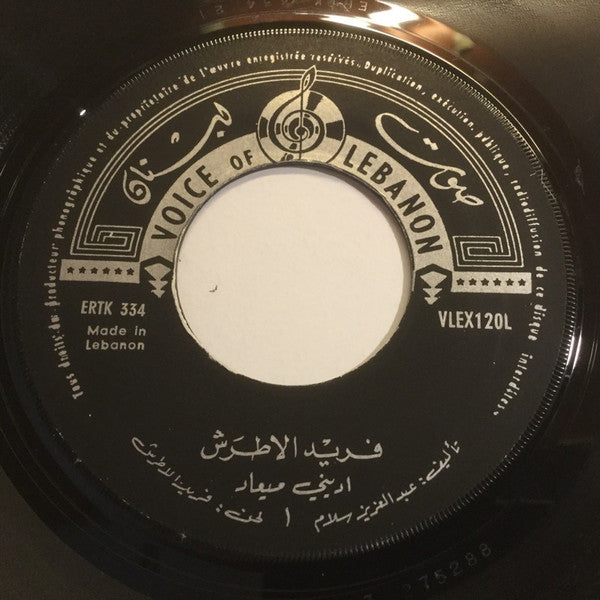 Tous droits du producteur phonographique et du propriétaire de l'œuvre enregistrée réservés. Duplication, exécution, publique, radiodiffusion de ce disque interdites.
صوت لبنان
VOICE OF LEBANON
ERTK 334
Made in
Lebanon
VLEX120L
فريد الاطرش
اديني ميعاد
تأليف: عبد العزيز سلام | لحن: فريد الاطرش
275288